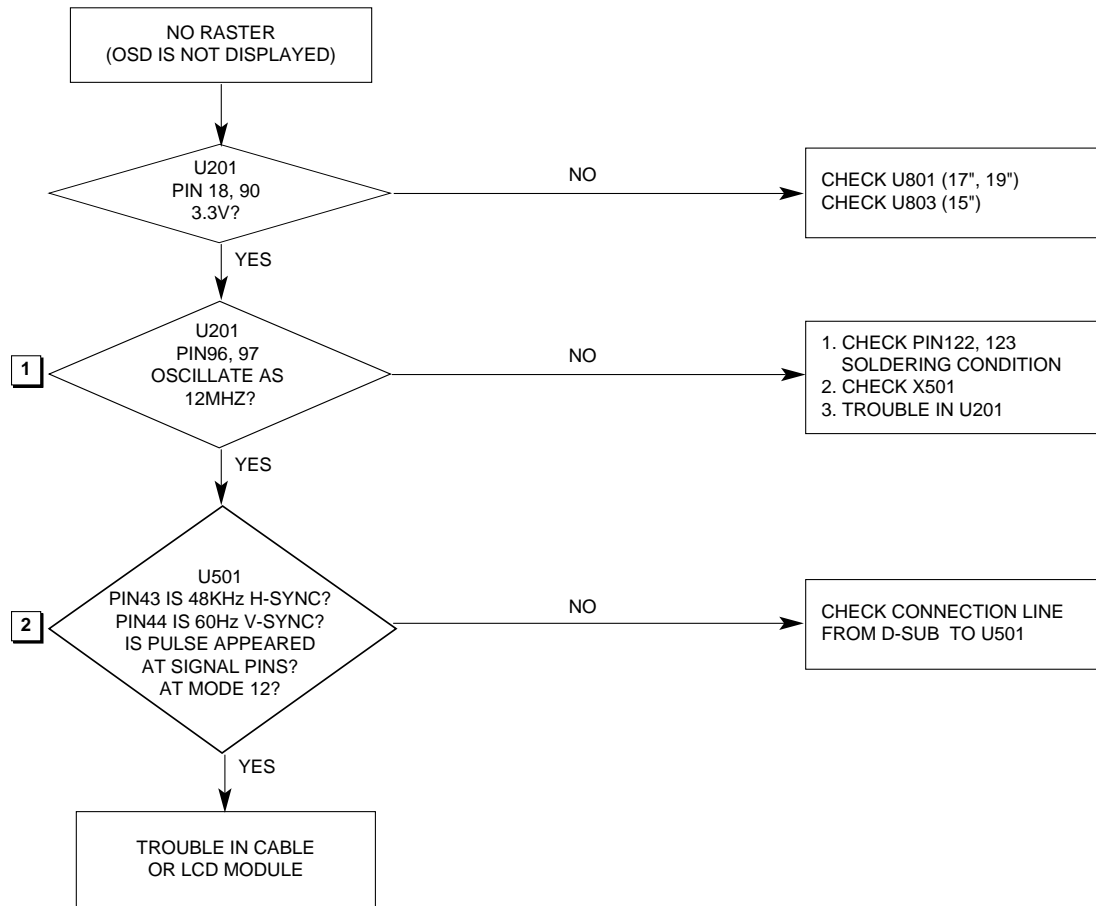 NO RASTER
(OSD IS NOT DISPLAYED)
U201
PIN 18, 90
3.3V?
NO
CHECK U801 (17", 19")
CHECK U803 (15")
YES
1
U201
PIN96, 97
OSCILLATE AS
12MHZ?
NO
1. CHECK PIN122, 123
SOLDERING CONDITION
2. CHECK X501
3. TROUBLE IN U201
YES
2
U501
PIN43 IS 48KHz H-SYNC?
PIN44 IS 60Hz V-SYNC?
IS PULSE APPEARED
AT SIGNAL PINS?
AT MODE 12?
NO
CHECK CONNECTION LINE
FROM D-SUB TO U501
YES
TROUBLE IN CABLE
OR LCD MODULE